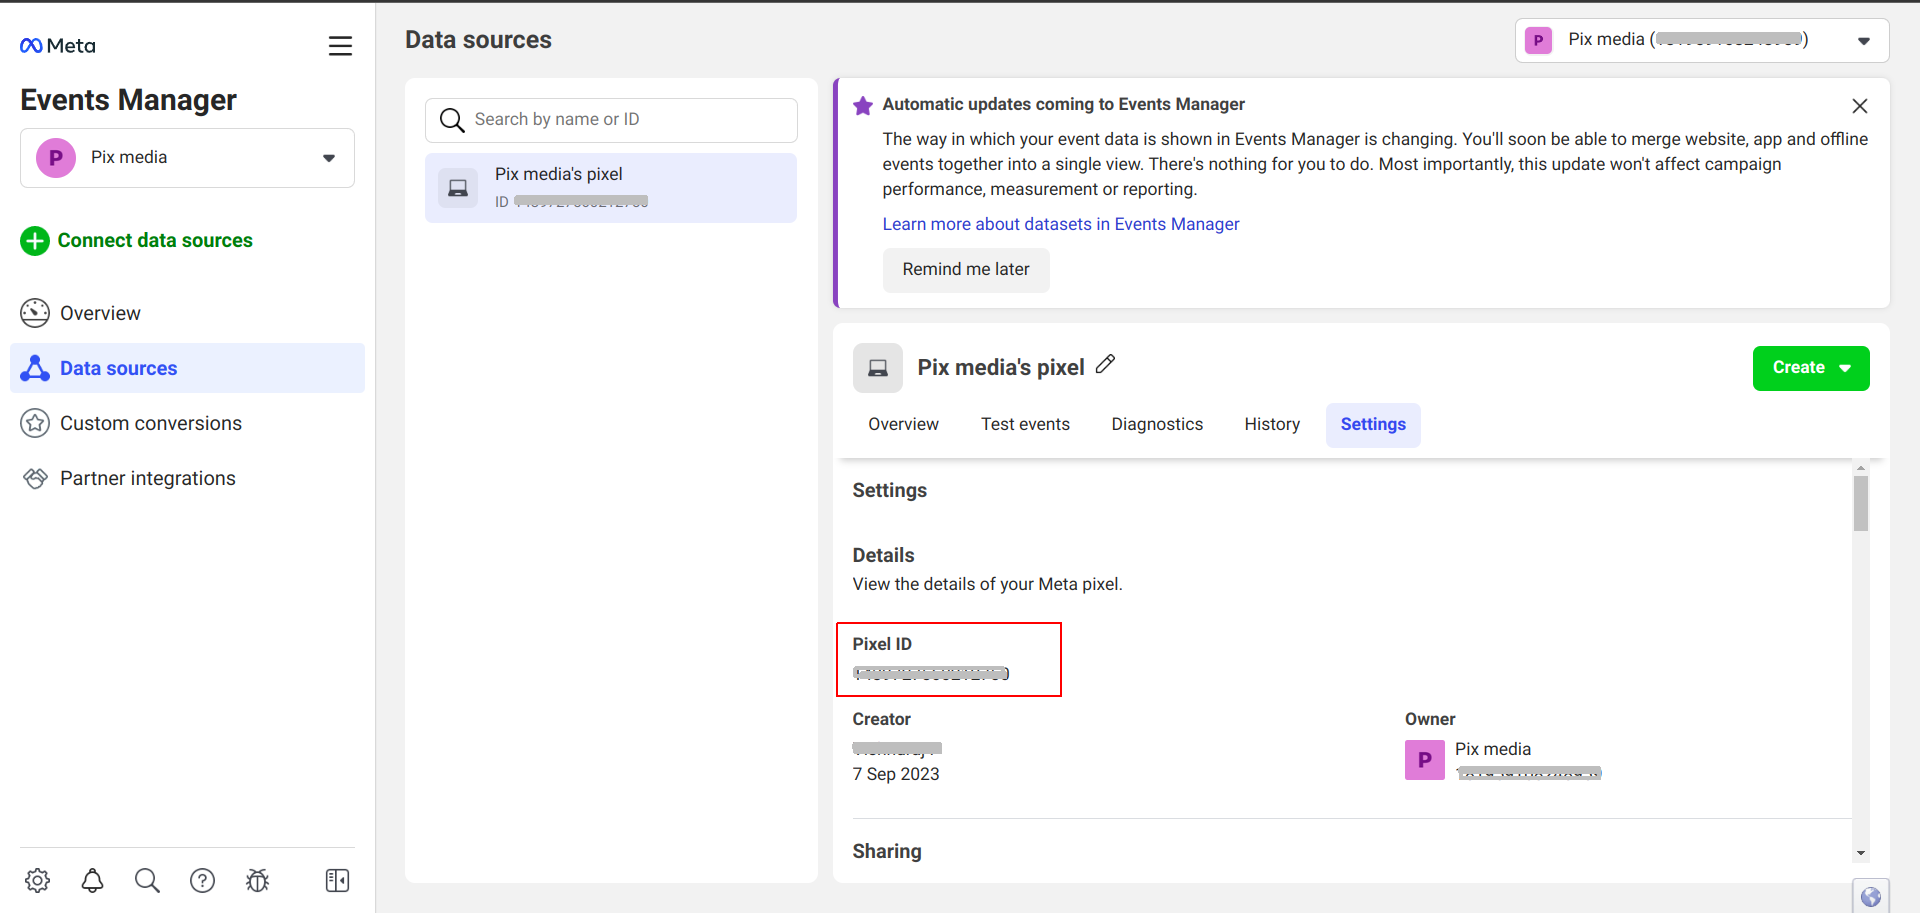 Meta
Events Manager
P Pix media
Connect data sources
Overview
Data sources
Custom conversions
Partner integrations
Data sources
P Pix media (
Search by name or ID
Pix media's pixel
ID
Automatic updates coming to Events Manager
The way in which your event data is shown in Events Manager is changing. You'll soon be able to merge website, app and offline
events together into a single view. There's nothing for you to do. Most importantly, this update won't affect campaign
performance, measurement or reporting.
Learn more about datasets in Events Manager
Remind me later
Pix media's pixel
Create
Overview Test events Diagnostics History Settings
Settings
Details
View the details of your Meta pixel.
Pixel ID
Creator
7 Sep 2023
Owner
P Pix media
Sharing